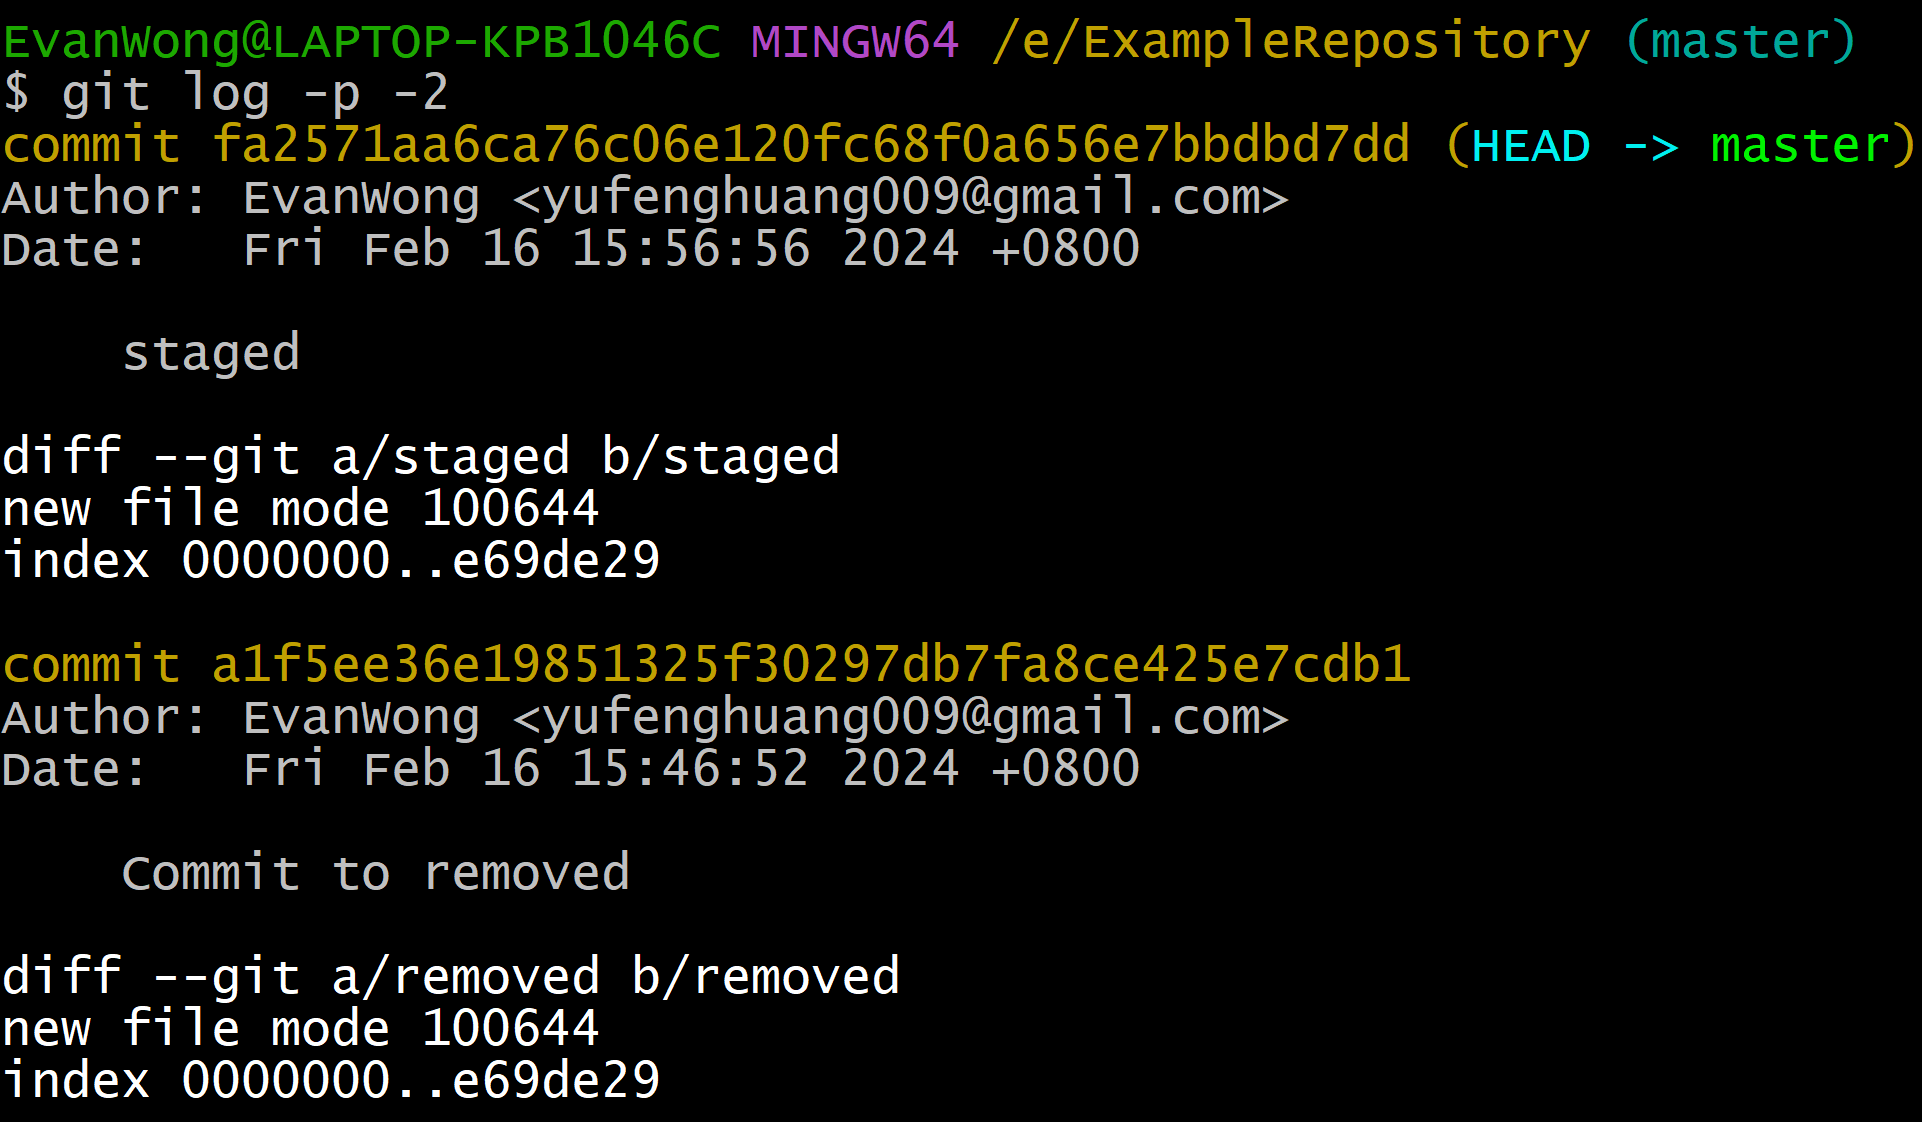 EvanWong@LAPTOP-KPB1046C MINGW64 /e/ExampleRepository (master)
$ git log -p -2
commit fa2571aa6ca76c06e120fc68f0a656e7bbdbd7dd (HEAD -> master)
Author: EvanWong <yufenghuang009@gmail.com>
Date:   Fri Feb 16 15:56:56 2024 +0800
    staged
diff --git a/staged b/staged
new file mode 100644
index 0000000..e69de29
commit a1f5ee36e19851325f30297db7fa8ce425e7cdb1
Author: EvanWong <yufenghuang009@gmail.com>
Date:   Fri Feb 16 15:46:52 2024 +0800
    Commit to removed
diff --git a/removed b/removed
new file mode 100644
index 0000000..e69de29